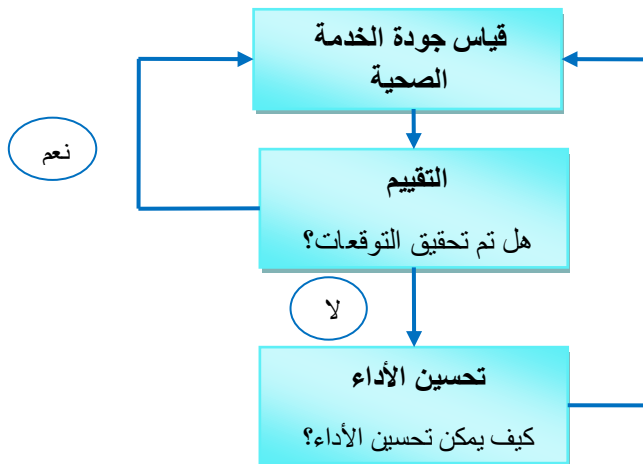 قياس جودة الخدمة
الصحية
نعم
التقييم
هل تم تحقيق التوقعات؟
لا
تحسين الأداء
كيف يمكن تحسين الأداء؟